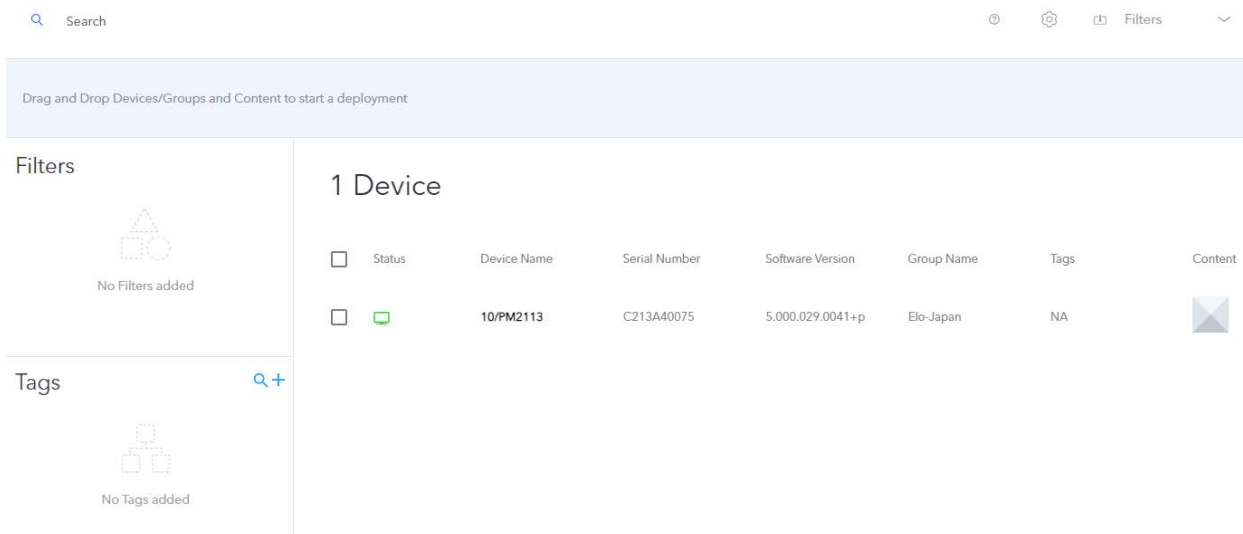 Search
Filters
Drag and Drop Devices/Groups and Content to start a deployment
Filters
No Filters added
Tags
No Tags added
1 Device
Status Device Name Serial Number Software Version Group Name Tags Content
10/PM2113 C213A40075 5.000.029.0041+p Elo-Japan NA